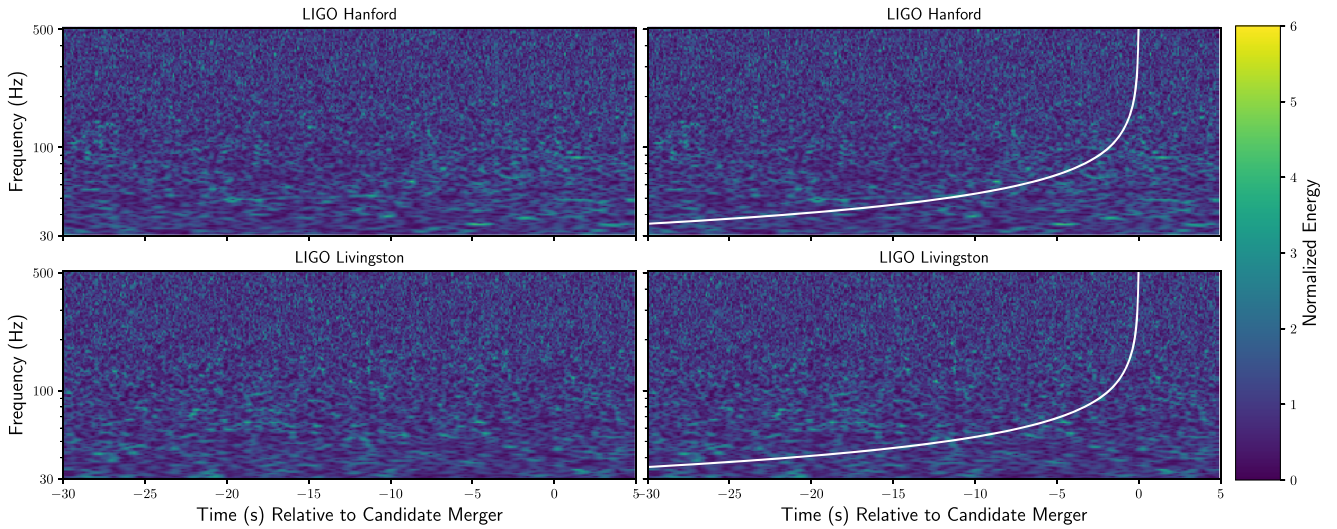 LIGO Hanford
LIGO Hanford
500
100
30
Frequency (Hz)
LIGO Livingston
LIGO Livingston
500
100
30
Frequency (Hz)
−30 −25 −20 −15 −10 −5 0 5
−30 −25 −20 −15 −10 −5 0 5
Time (s) Relative to Candidate Merger
Time (s) Relative to Candidate Merger
6
5
4
3
2
1
0
Normalized Energy